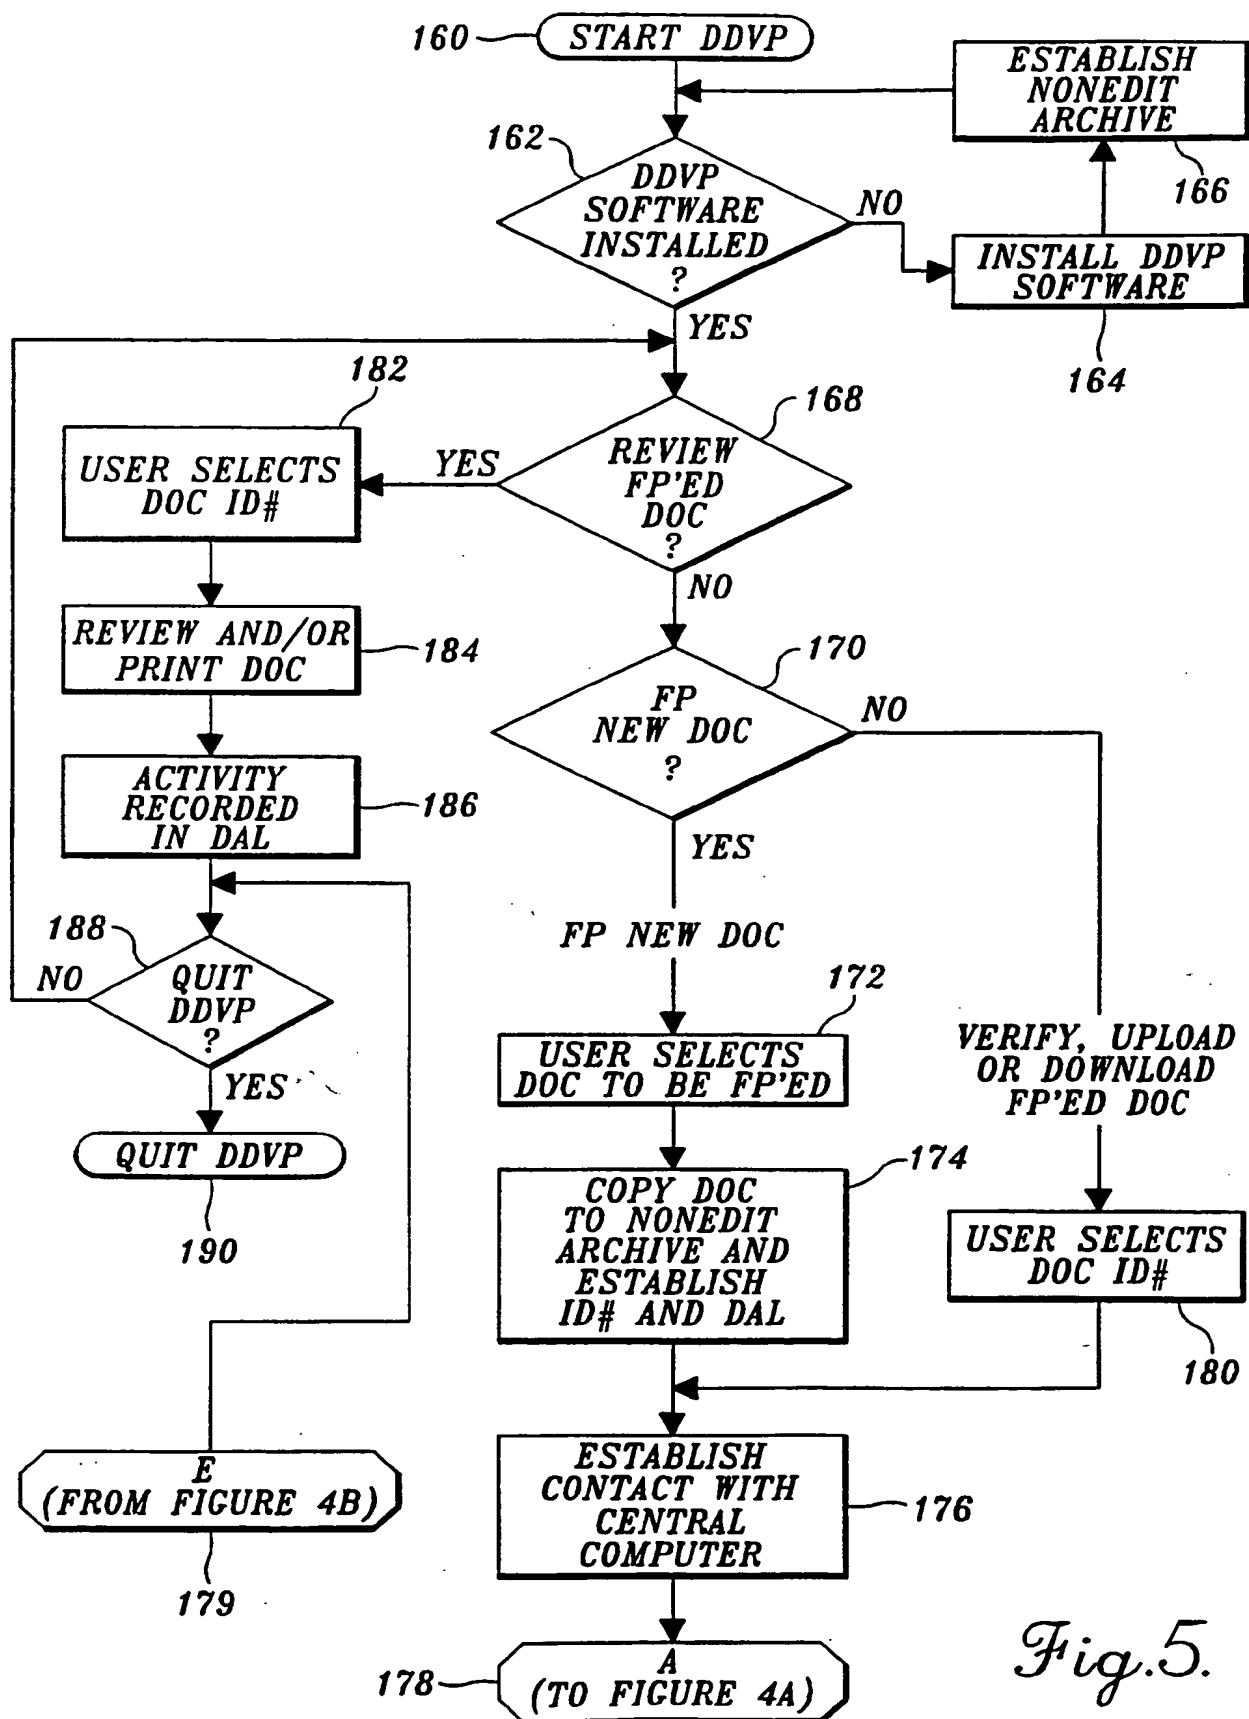 160
START DDVP
ESTABLISH
NONEDIT
ARCHIVE
166
162
DDVP
SOFTWARE
INSTALLED
?
NO
INSTALL DDVP
SOFTWARE
164
YES
182
168
USER SELECTS
DOC ID#
YES
REVIEW
FP'ED
DOC
?
NO
REVIEW AND/OR
PRINT DOC
184
170
FP
NEW DOC
?
NO
YES
ACTIVITY
RECORDED
IN DAL
186
188
QUIT
DDVP
?
NO
YES
QUIT DDVP
190
FP NEW DOC
172
USER SELECTS
DOC TO BE FP'ED
VERIFY, UPLOAD
OR DOWNLOAD
FP'ED DOC
174
COPY DOC
TO NONEDIT
ARCHIVE AND
ESTABLISH
ID# AND DAL
USER SELECTS
DOC ID#
180
E
(FROM FIGURE 4B)
179
ESTABLISH
CONTACT WITH
CENTRAL
COMPUTER
176
178
A
(TO FIGURE 4A)
Fig.5.